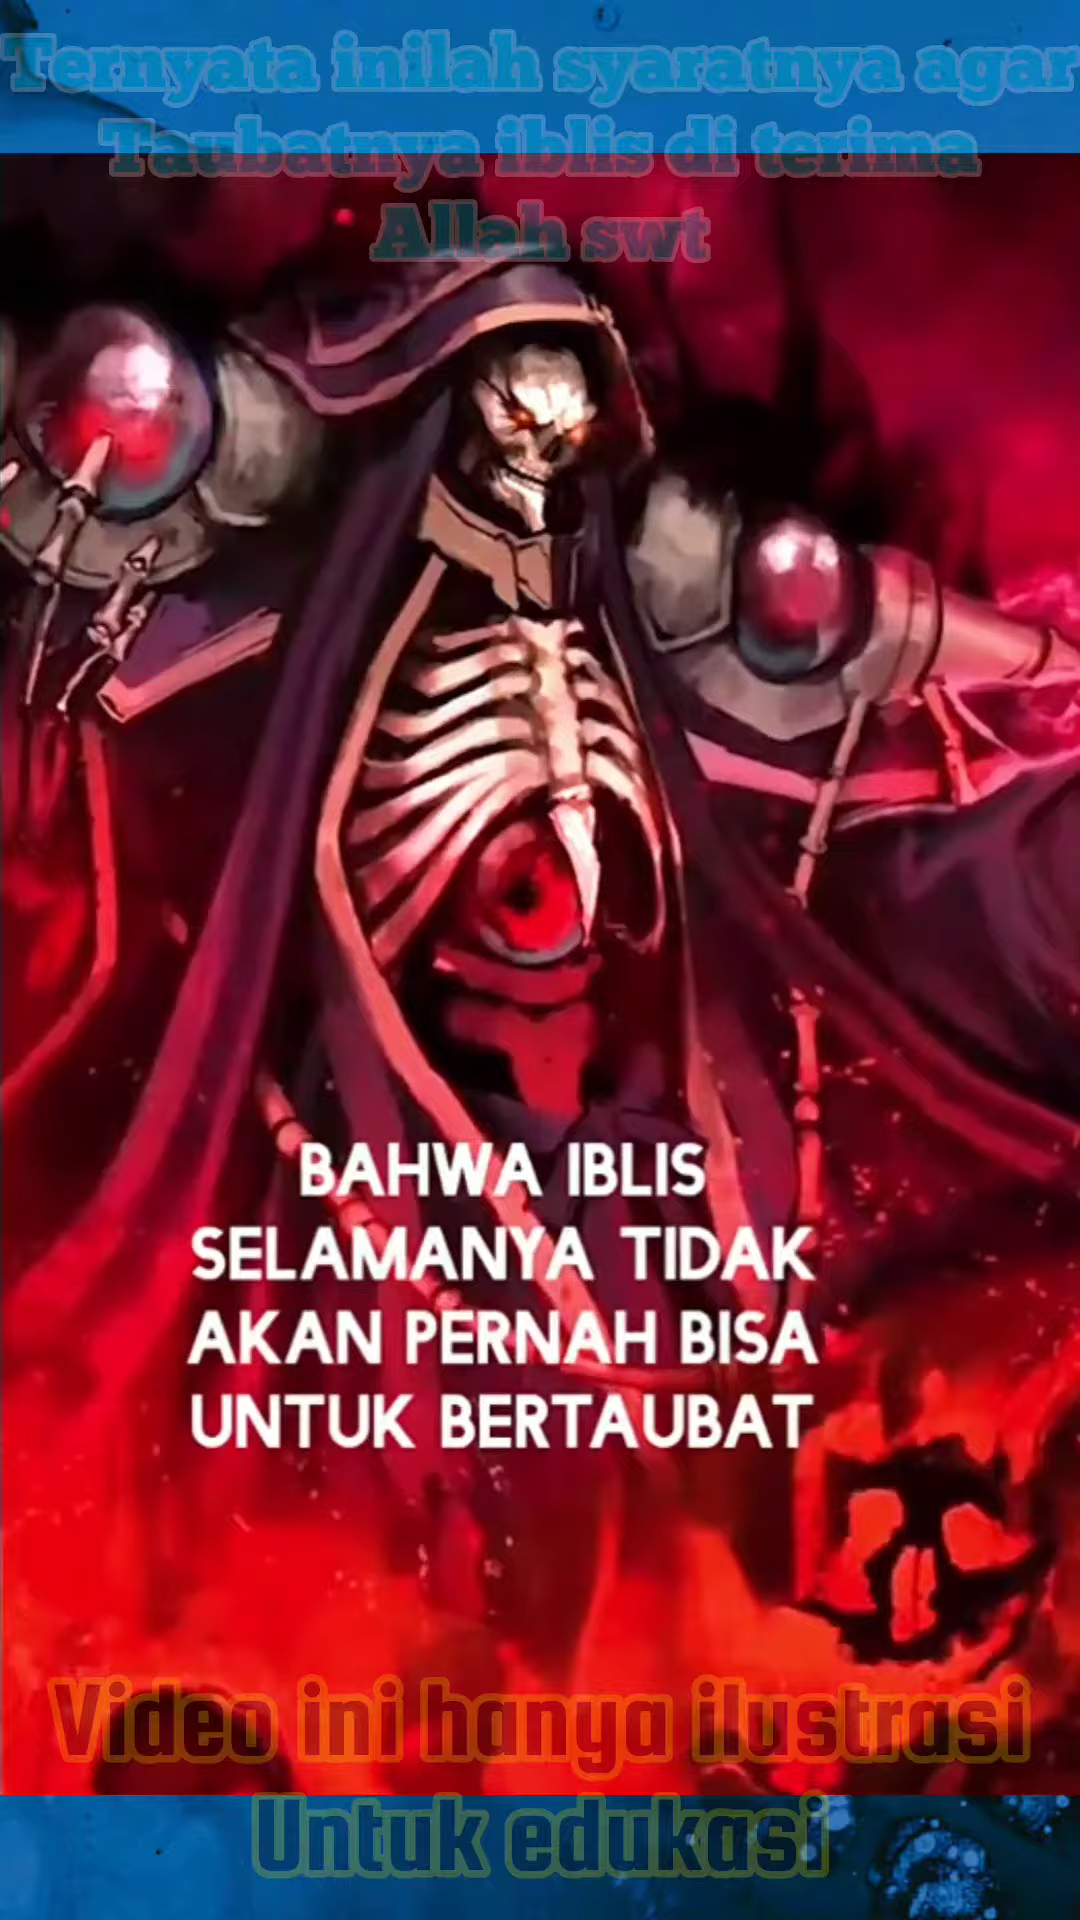 Ternyata inilah syaratnya agar
Taubatnya iblis di terima
Allah swt
BAHWA IBLIS
SELAMANYA TIDAK
AKAN PERNAH BISA
UNTUK BERTAUBAT
Video ini hanya ilustrasi
Untuk edukasi